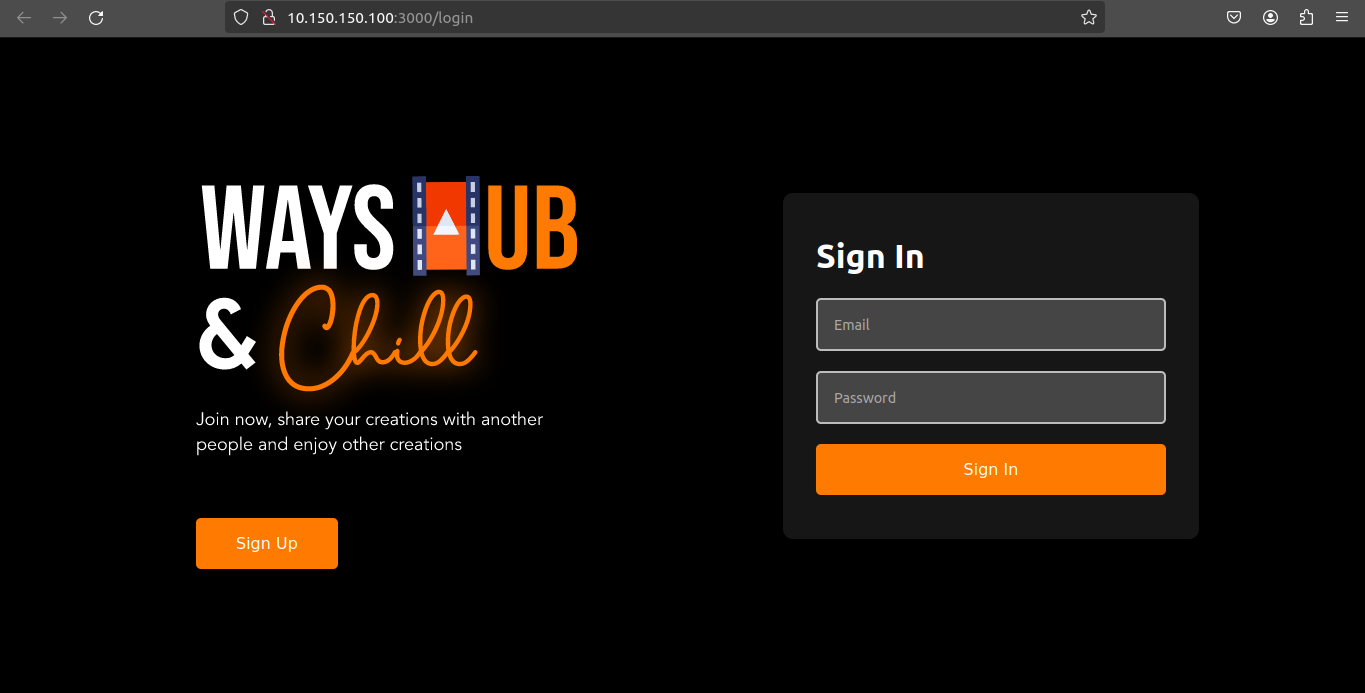 10.150.150.100:3000/login
WAYS HUB
& Chill
Join now, share your creations with another
people and enjoy other creations
Sign Up
Sign In
Email
Password
Sign In